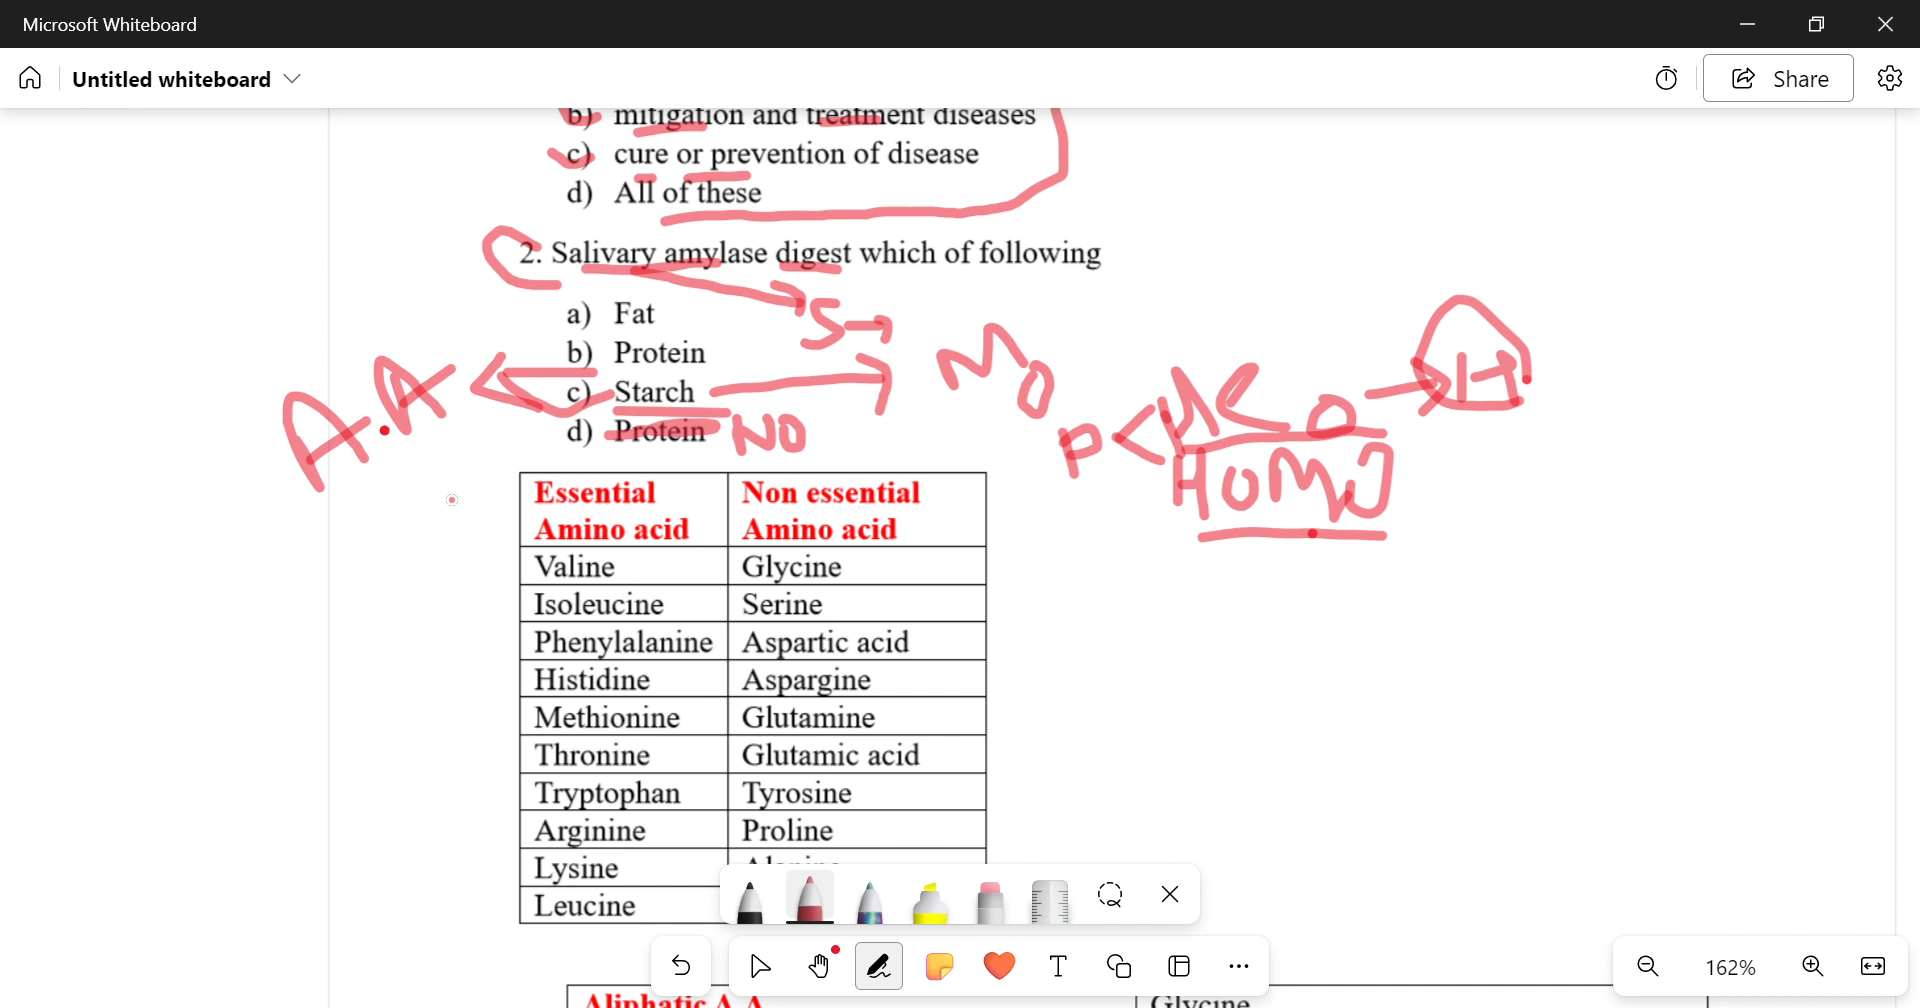 Microsoft Whiteboard
Untitled whiteboard
Share
b) mitigation and treatment diseases
c) cure or prevention of disease
d) All of these
2. Salivary amylase digest which of following
a) Fat
b) Protein
c) Starch
d) Protein NO
A.A
Essential Amino acid Non essential Amino acid
Valine Glycine
Isoleucine Serine
Phenylalanine Aspartic acid
Histidine Aspargine
Methionine Glutamine
Thronine Glutamic acid
Tryptophan Tyrosine
Arginine Proline
Lysine Alanine
Leucine
162%
Aliphatic A.A Glycine